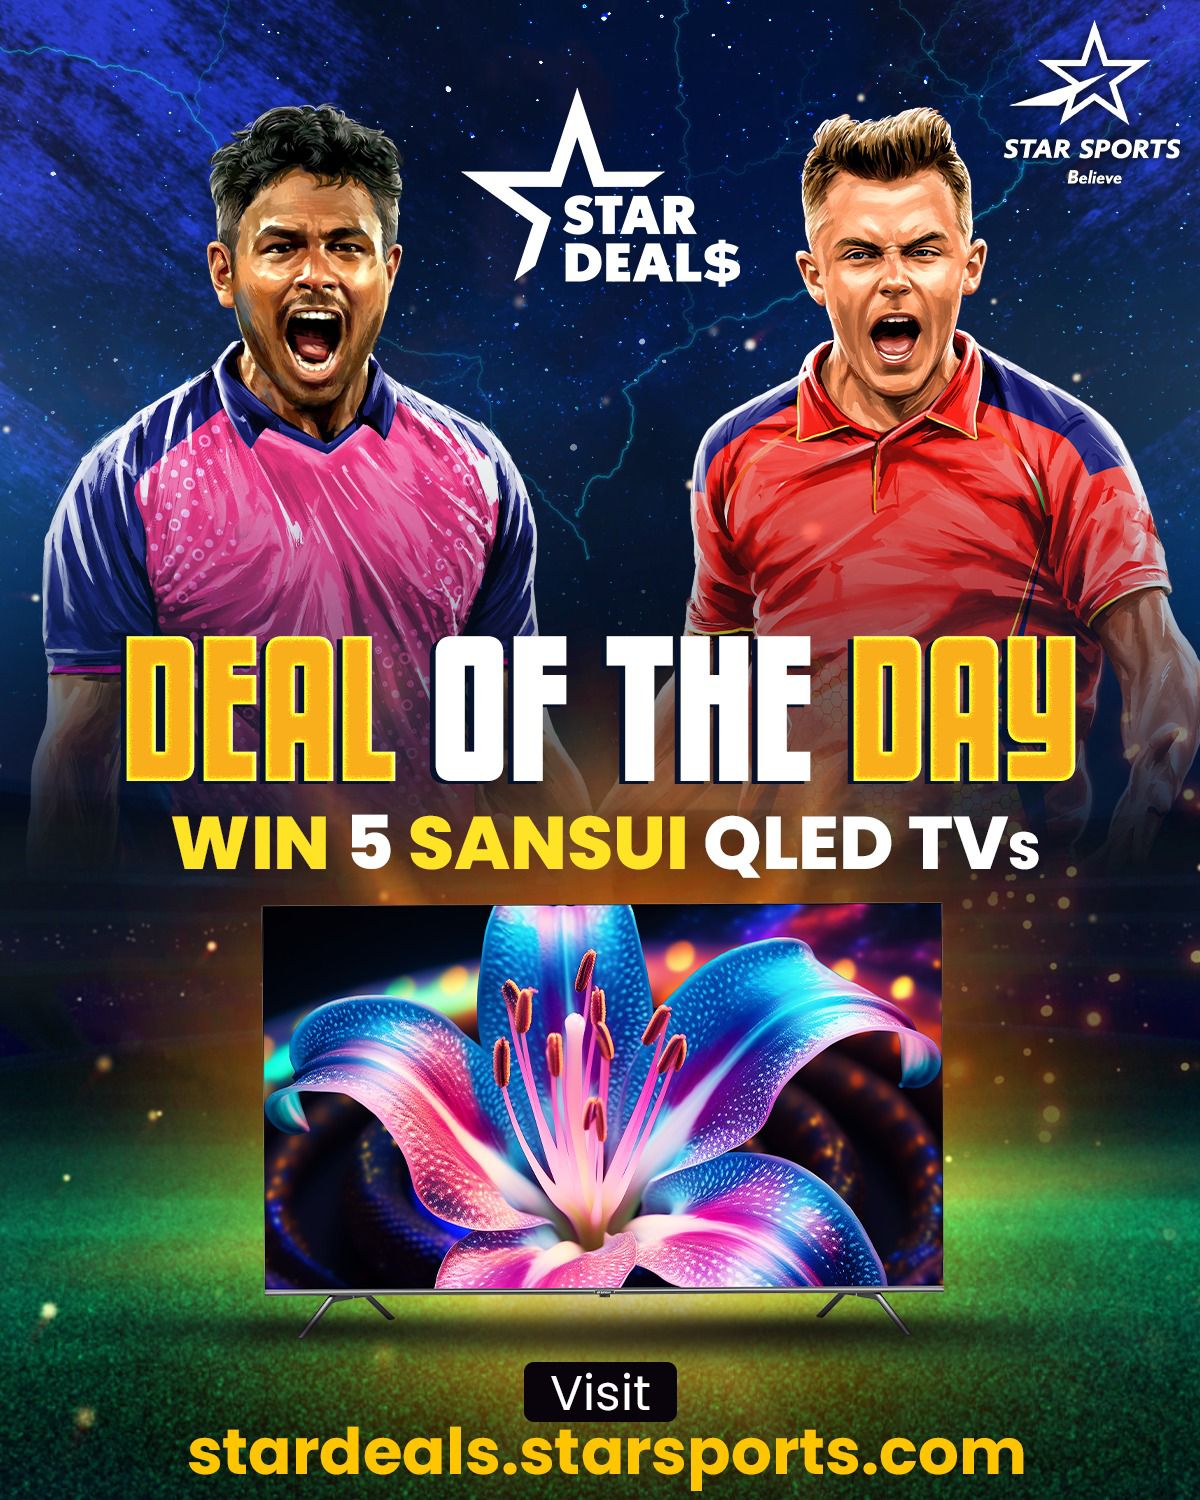 STAR SPORTS
Believe
STAR
DEAL$
DEAL OF THE DAY
WIN 5 SANSUI QLED TVs
Visit
stardeals.starsports.com